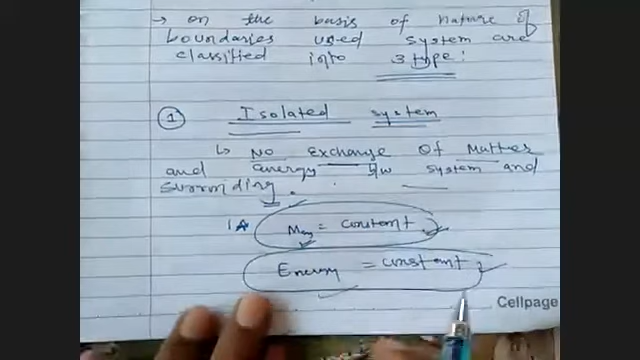 → on the basis of nature of
boundaries used system are
classified into 3 type:
① Isolated system
↳ No Exchange of Matter
and energy b/w system and
surrounding.
Mass = constant
Energy = constant
Cellpage